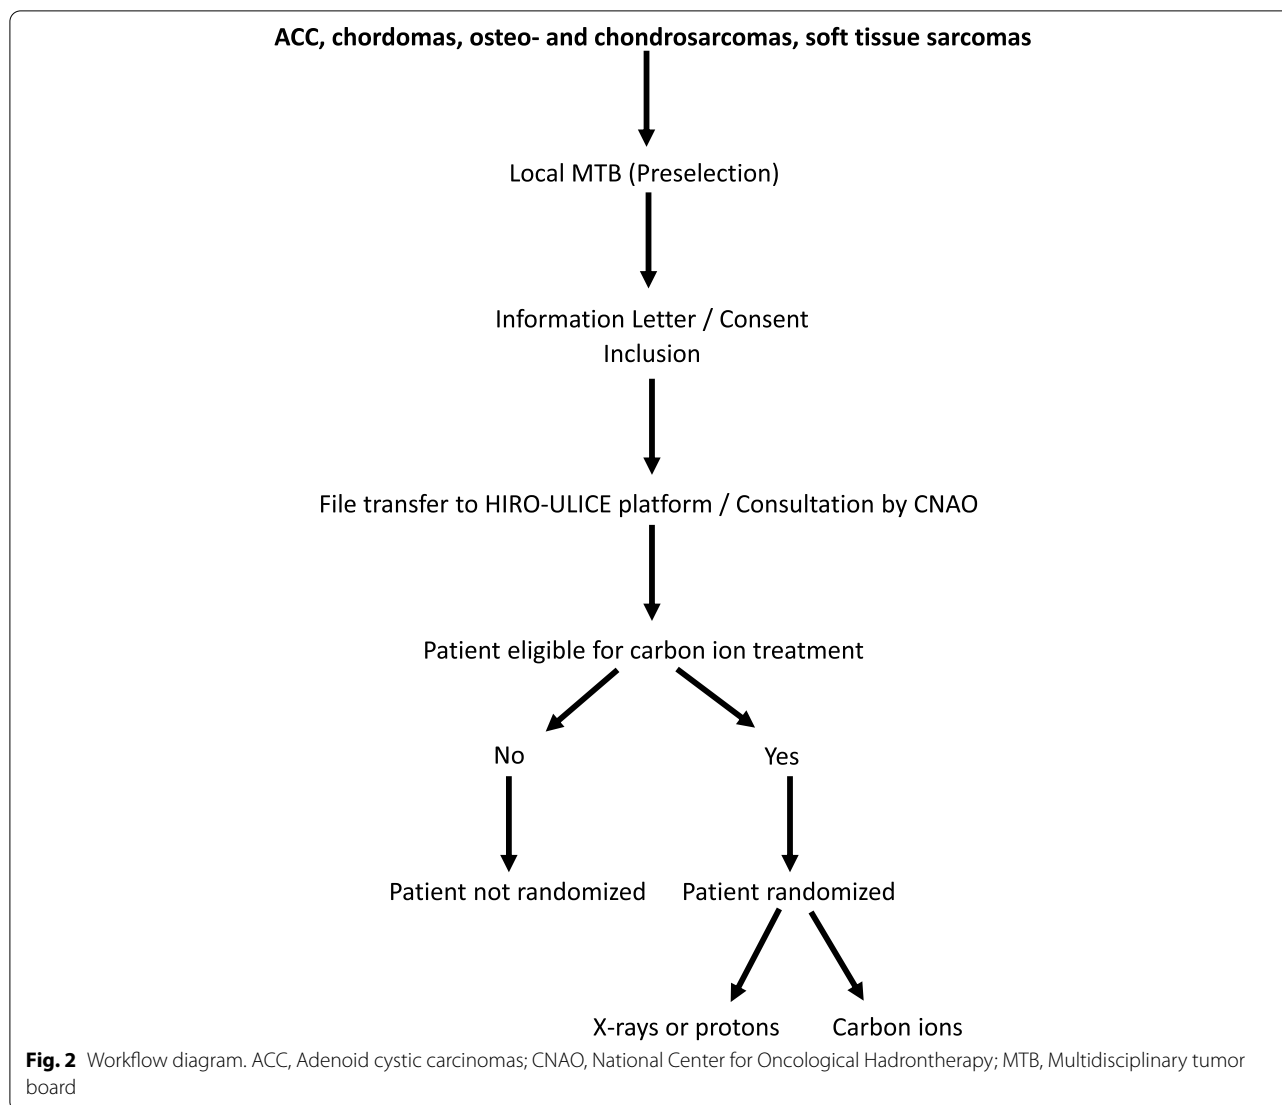 ACC, chordomas, osteo- and chondrosarcomas, soft tissue sarcomas
Local MTB (Preselection)
Information Letter / Consent
Inclusion
File transfer to HIRO-ULICE platform / Consultation by CNAO
Patient eligible for carbon ion treatment
No
Yes
Patient not randomized
Patient randomized
X-rays or protons
Carbon ions
Fig. 2 Workflow diagram. ACC, Adenoid cystic carcinomas; CNAO, National Center for Oncological Hadrontherapy; MTB, Multidisciplinary tumor
board